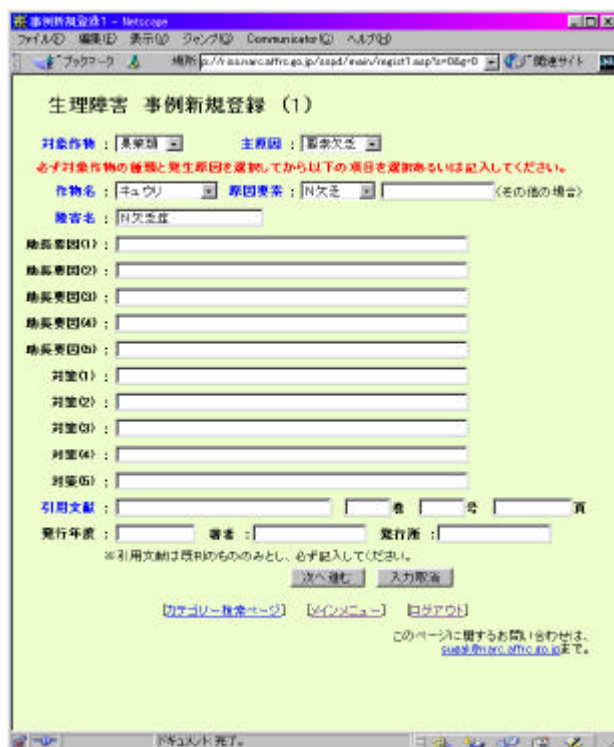 事例新規登録1 - Netscape
ファイル(F) 編集(E) 表示(V) ジャンプ(G) Communicator(C) ヘルプ(H)
ブックマーク 場所 関連サイト
生理障害 事例新規登録 (1)
対象作物 : 果菜類 主原因 : 要素欠乏
必ず対象作物の種類と発生原因を選択してから以下の項目を選択あるいは記入してください。
作物名 : キュウリ 原因要素 : N欠乏 (その他の場合)
障害名 : N欠乏症
助長要因(1) :
助長要因(2) :
助長要因(3) :
助長要因(4) :
助長要因(5) :
対策(1) :
対策(2) :
対策(3) :
対策(4) :
対策(5) :
引用文献 : 巻 号 頁
発行年度 : 著者 : 発行所 :
※引用文献は既刊のもののみとし、必ず記入してください。
次へ進む 入力取消
[カテゴリー検索ページ] [メインメニュー] [ログアウト]
このページに関するお問い合わせは、
まで。
ドキュメント:完了。